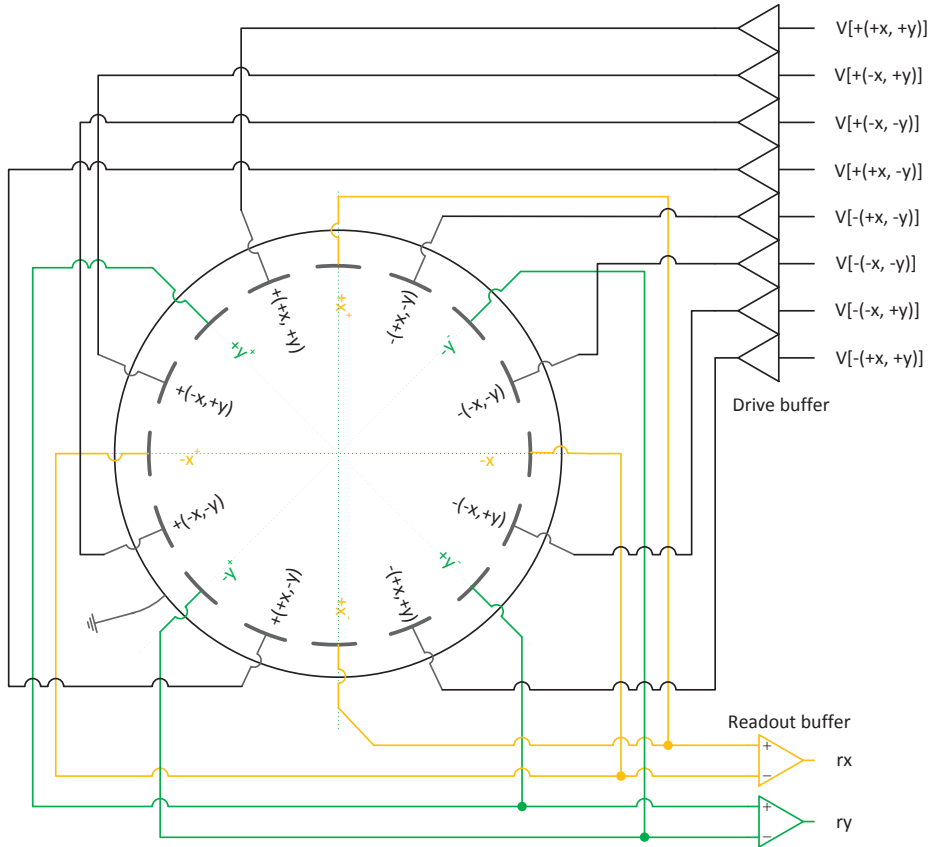 V[+(+x, +y)]
V[+(-x, +y)]
V[+(-x, -y)]
V[+(+x, -y)]
V[-(+x, -y)]
V[-(-x, -y)]
V[-(-x, +y)]
V[-(+x, +y)]
Drive buffer
+x+
+(+x, +y)
-(+x,-y)
+y+
-y-
+(-x,+y)
-(-x,-y)
-x+
-x
+(-x,-y)
-(-x,+y)
-y+
+y-
+(+x,-y)
+x-
-(+x,+y)
Readout buffer
+
rx
−
+
ry
−